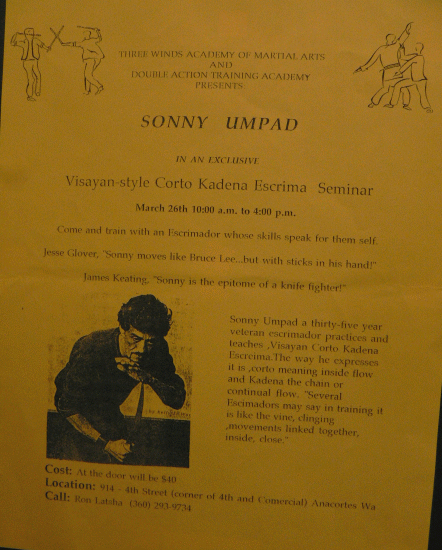 THREE WINDS ACADEMY OF MARTIAL ARTS
AND
DOUBLE ACTION TRAINING ACADEMY
PRESENTS
SONNY UMPAD
IN AN EXCLUSIVE
Visayan-style Corto Kadena Escrima Seminar
March 26th 10:00 a.m. to 4:00 p.m.
Come and train with an Escrimador whose skills speak for them self.
Jesse Glover, "Sonny moves like Bruce Lee...but with sticks in his hand!"
James Keating, "Sonny is the epitome of a knife fighter!"
Sonny Umpad a thirty-five year
veteran escrimador practices and
teaches ,Visayan Corto Kadena
Escrcima.The way he expresses
it is ,corto meaning inside flow
and Kadena the chain or
continual flow. "Several
Escimadors may say in training it
is like the vine, clinging
,movements linked together,
inside, close."
Cost: At the door will be $40
Location: 914 - 4th Street (corner of 4th and Comercial) Anacortes Wa
Call: Ron Lataha (360) 293-9734